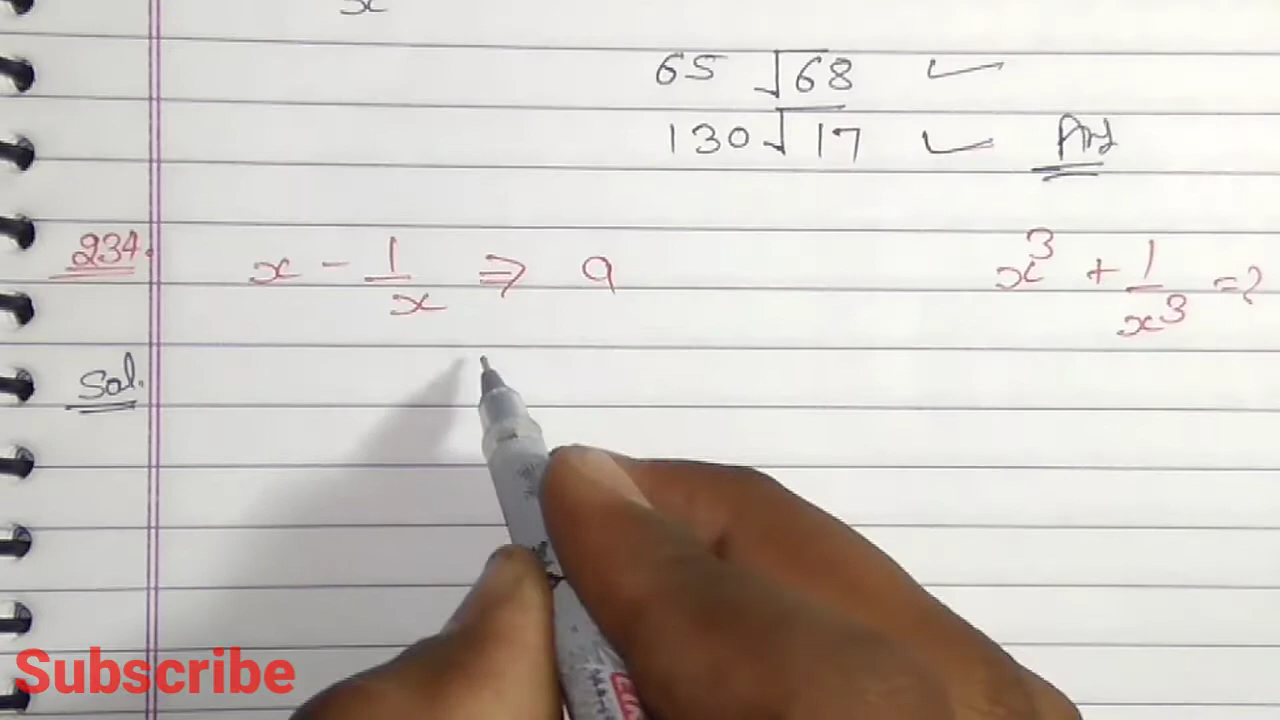 x
65 √68 ✓
130√17 ✓ Ans
234. x - 1/x ⇒ 9 x³ + 1/x³ = ?
Sol.
Subscribe